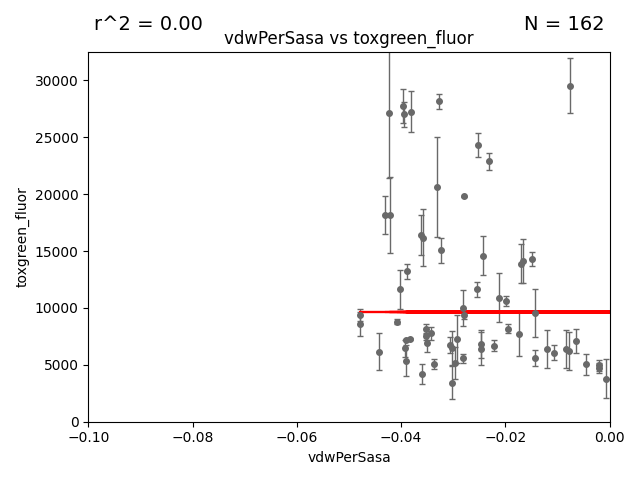 r^2 = 0.00
N = 162
vdwPerSasa vs toxgreen_fluor
30000
25000
20000
15000
10000
5000
0
toxgreen_fluor
−0.10
−0.08
−0.06
−0.04
−0.02
0.00
vdwPerSasa